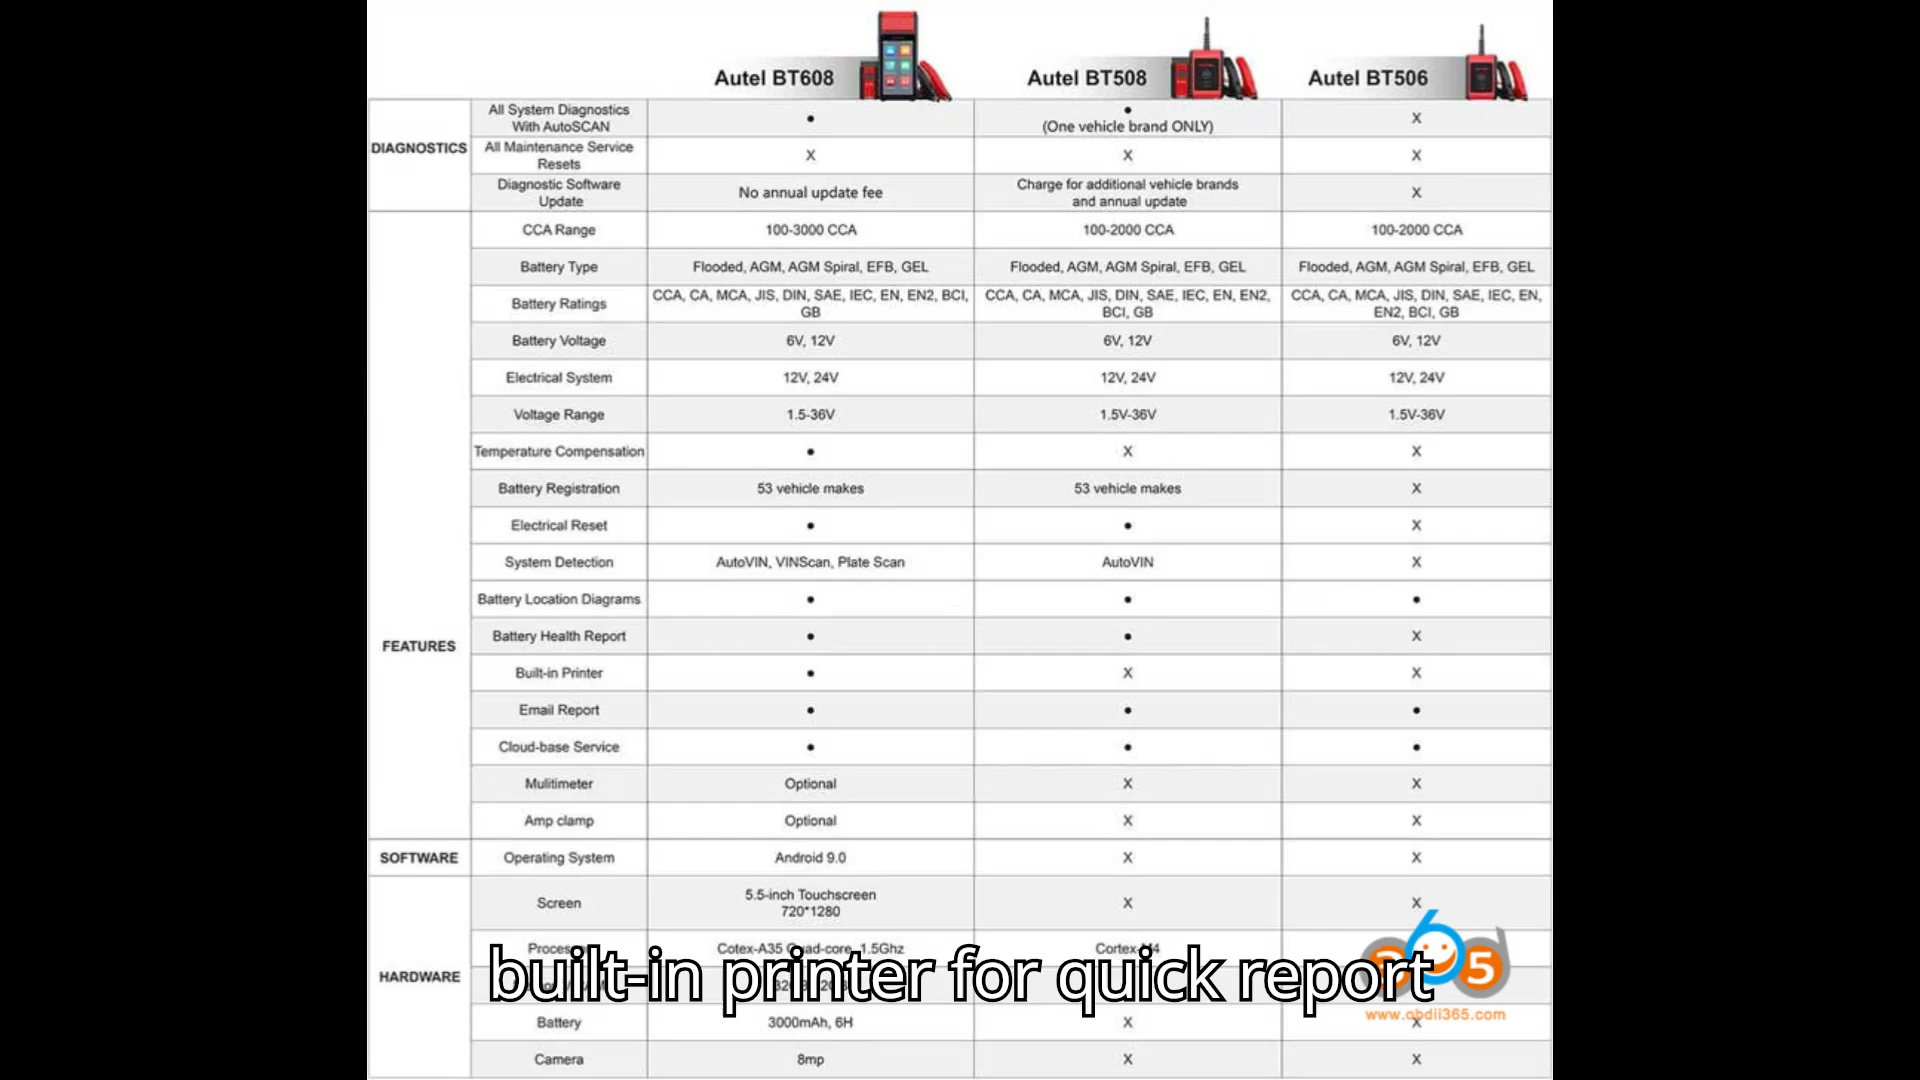 Autel BT608
Autel BT508
Autel BT506
DIAGNOSTICS
All System Diagnostics
With AutoSCAN
●
●
(One vehicle brand ONLY)
X
All Maintenance Service
Resets
X
X
X
Diagnostic Software
Update
No annual update fee
Charge for additional vehicle brands
and annual update
X
FEATURES
CCA Range
100-3000 CCA
100-2000 CCA
100-2000 CCA
Battery Type
Flooded, AGM, AGM Spiral, EFB, GEL
Flooded, AGM, AGM Spiral, EFB, GEL
Flooded, AGM, AGM Spiral, EFB, GEL
Battery Ratings
CCA, CA, MCA, JIS, DIN, SAE, IEC, EN, EN2, BCI,
GB
CCA, CA, MCA, JIS, DIN, SAE, IEC, EN, EN2,
BCI, GB
CCA, CA, MCA, JIS, DIN, SAE, IEC, EN,
EN2, BCI, GB
Battery Voltage
6V, 12V
6V, 12V
6V, 12V
Electrical System
12V, 24V
12V, 24V
12V, 24V
Voltage Range
1.5-36V
1.5V-36V
1.5V-36V
Temperature Compensation
●
X
X
Battery Registration
53 vehicle makes
53 vehicle makes
X
Electrical Reset
●
●
X
System Detection
AutoVIN, VINScan, Plate Scan
AutoVIN
X
Battery Location Diagrams
●
●
●
Battery Health Report
●
●
X
Built-in Printer
●
X
X
Email Report
●
●
●
Cloud-base Service
●
●
●
Mulitimeter
Optional
X
X
Amp clamp
Optional
X
X
SOFTWARE
Operating System
Android 9.0
X
X
HARDWARE
Screen
5.5-inch Touchscreen
720*1280
X
X
Cotex-A35 Quad-core, 1.5Ghz
built-in printer for quick report
Battery
3000mAh, 6H
X
X
Camera
8mp
X
X
www.obdii365.com